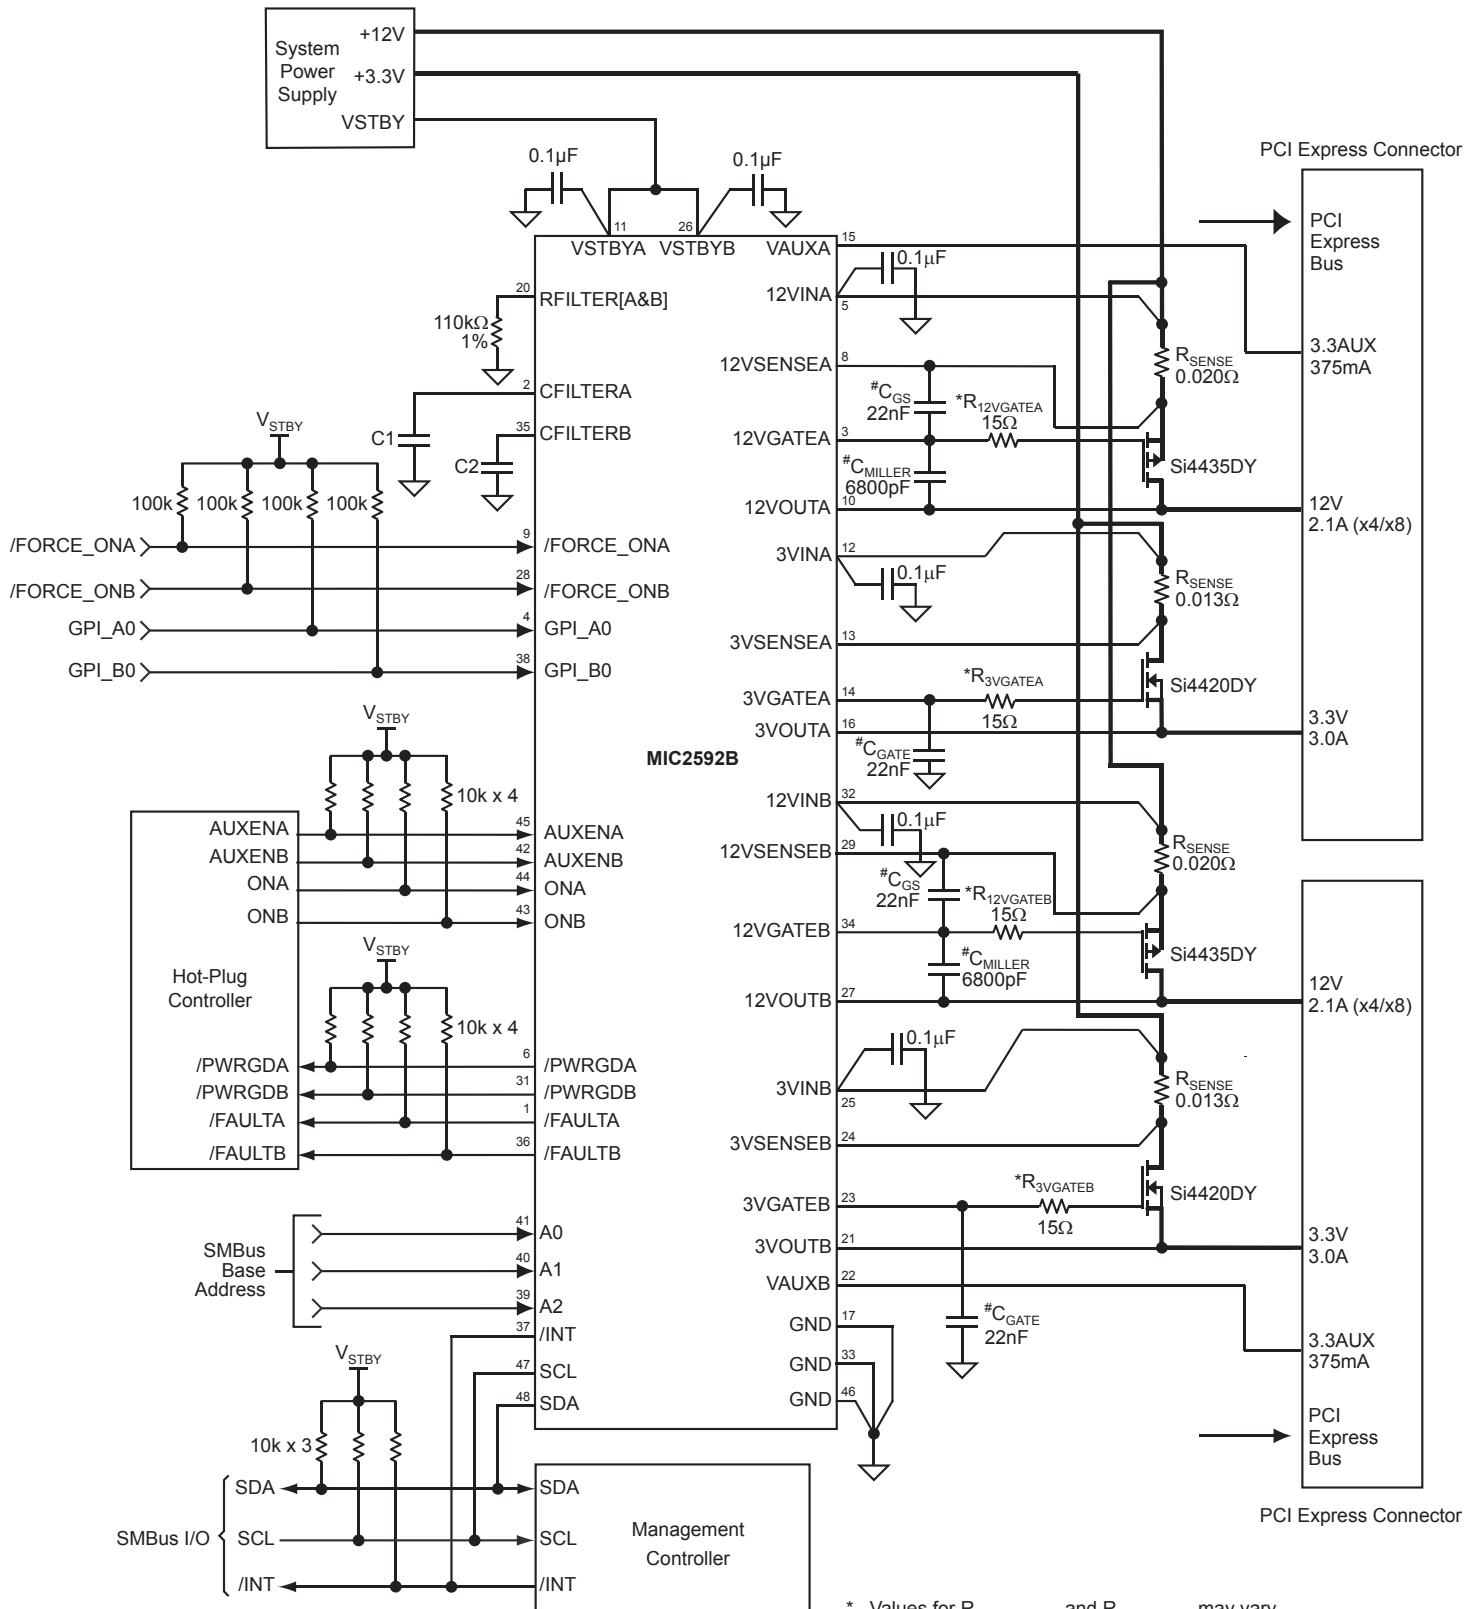 +12V
System
Power
Supply
+3.3V
VSTBY
PCI Express Connector
0.1µF
0.1µF
11
26
VSTBYA
VSTBYB
VAUXA
15
PCI
Express
Bus
20
RFILTER[A&B]
110kΩ
1%
12VINA
5
0.1µF
3.3AUX
375mA
RSENSE
0.020Ω
12VSENSEA
8
#CGS
22nF
*R12VGATEA
15Ω
2
CFILTERA
C1
35
CFILTERB
C2
12VGATEA
3
#CMILLER
6800pF
Si4435DY
12VOUTA
10
12V
2.1A (x4/x8)
VSTBY
100k
100k
100k
100k
/FORCE_ONA
9
/FORCE_ONA
/FORCE_ONB
28
/FORCE_ONB
GPI_A0
4
GPI_A0
GPI_B0
38
GPI_B0
3VINA
12
0.1µF
RSENSE
0.013Ω
3VSENSEA
13
*R3VGATEA
15Ω
3VGATEA
14
Si4420DY
3VOUTA
16
3.3V
3.0A
#CGATE
22nF
MIC2592B
VSTBY
10k x 4
12VINB
32
0.1µF
RSENSE
0.020Ω
AUXENA
45
AUXENA
AUXENB
42
AUXENB
ONA
44
ONA
ONB
43
ONB
12VSENSEB
29
#CGS
22nF
*R12VGATEB
15Ω
12VGATEB
34
#CMILLER
6800pF
Si4435DY
12VOUTB
27
12V
2.1A (x4/x8)
VSTBY
Hot-Plug
Controller
10k x 4
/PWRGDA
6
/PWRGDA
/PWRGDB
31
/PWRGDB
/FAULTA
1
/FAULTA
/FAULTB
36
/FAULTB
0.1µF
3VINB
25
RSENSE
0.013Ω
3VSENSEB
24
*R3VGATEB
15Ω
3VGATEB
23
Si4420DY
3VOUTB
21
3.3V
3.0A
VAUXB
22
#CGATE
22nF
SMBus
Base
Address
41
A0
40
A1
39
A2
37
/INT
47
SCL
48
SDA
GND
17
GND
33
GND
46
3.3AUX
375mA
PCI
Express
Bus
PCI Express Connector
VSTBY
10k x 3
SMBus I/O
SDA
SCL
/INT
SDA
SCL
/INT
Management
Controller
* Values for R and R may vary